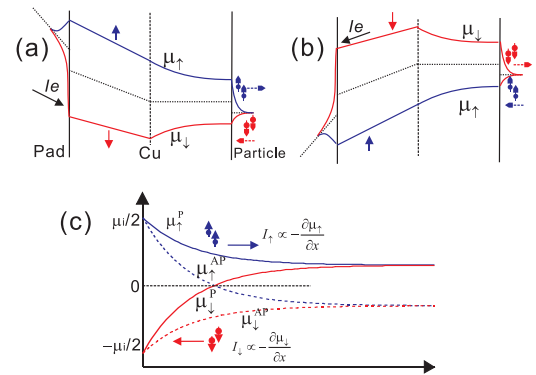 (a)
μ↑
Ie
μ↓
Pad
Cu
Particle
(b)
Ie
μ↓
μ↑
(c)
μi/2
μ↑P
I↑ ∝ −∂μ↑/∂x
μ↑AP
0
μ↓P
μ↓AP
−μi/2
I↓ ∝ −∂μ↓/∂x